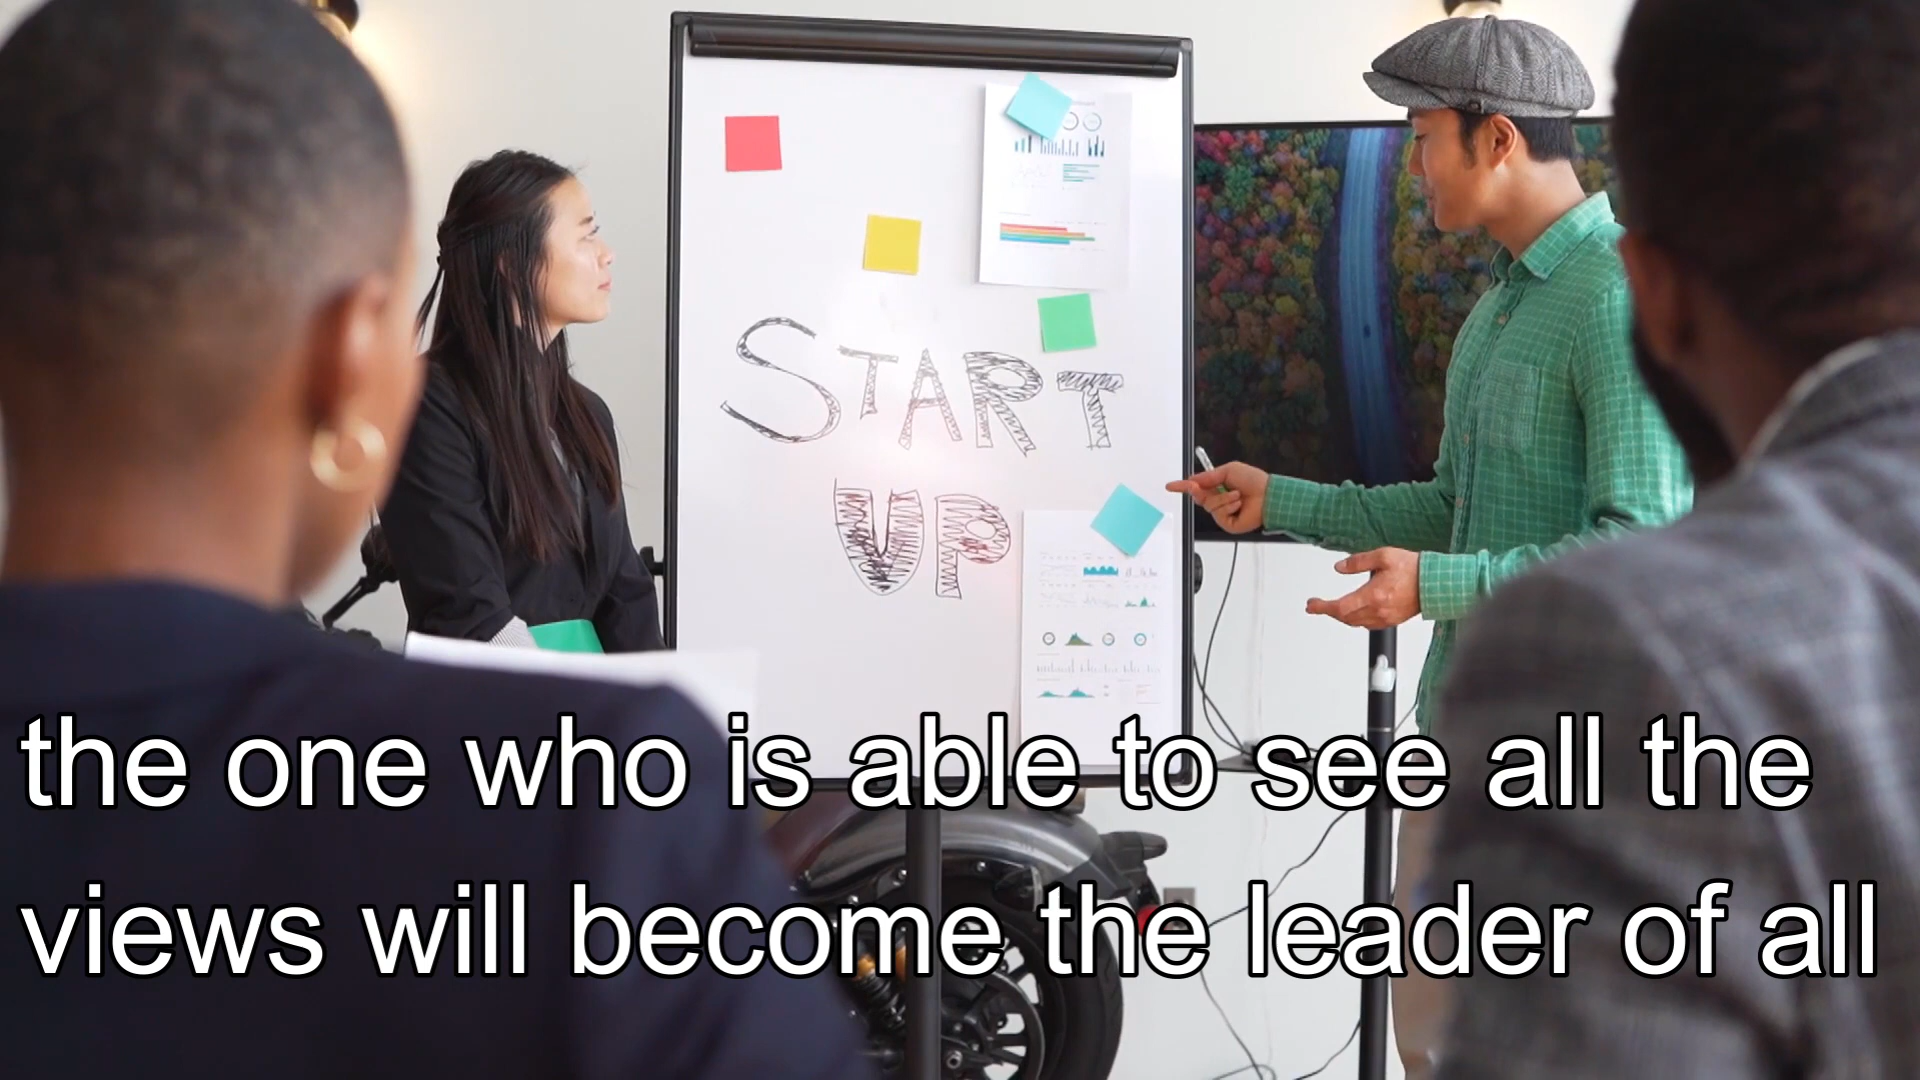 START
UP
the one who is able to see all the
views will become the leader of all